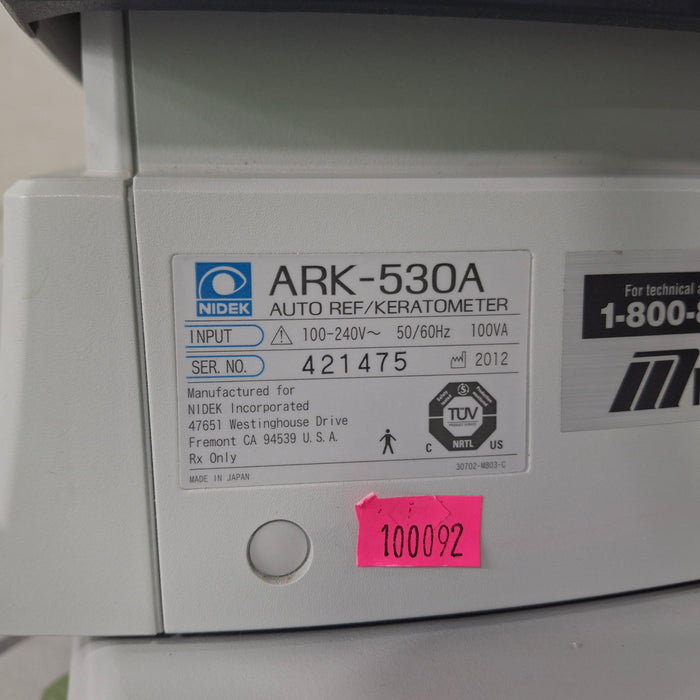 NIDEK
ARK-530A
AUTO REF/KERATOMETER
INPUT 100-240V~ 50/60Hz 100VA
SER. NO. 421475 2012
Manufactured for
NIDEK Incorporated
47651 Westinghouse Drive
Fremont CA 94539 U.S.A.
Rx Only
MADE IN JAPAN
TÜV
PRODUCT SERVICE
C NRTL US
30702-M803-C
For technical
1-800-
100092